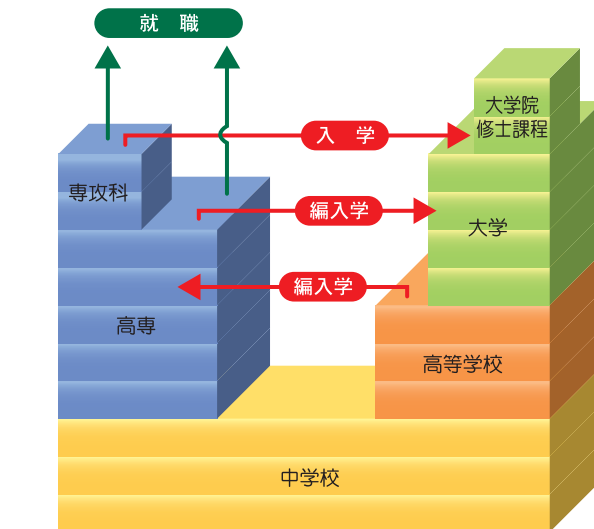 就 職
大学院
修士課程
入 学
専攻科
編入学
大学
編入学
高専
高等学校
中学校